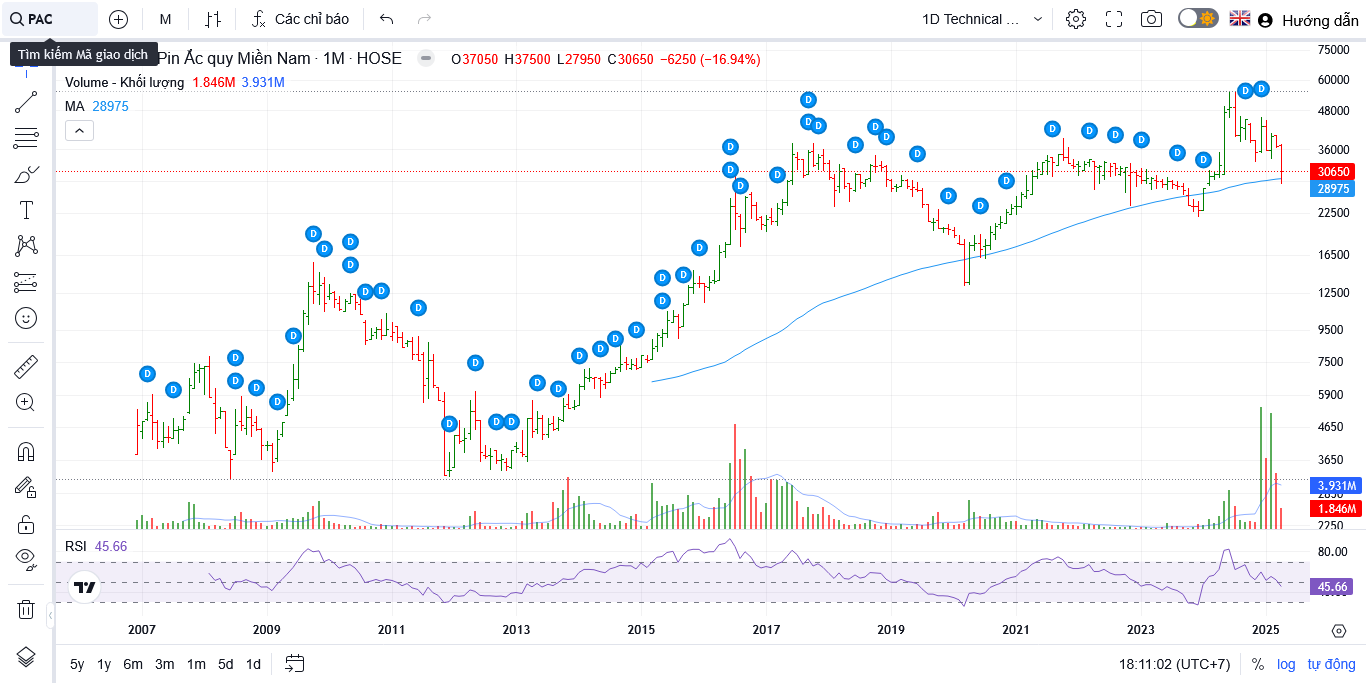 PAC M Các chỉ báo 1D Technical ... Hướng dẫn
Tìm kiếm Mã giao dịch
Pin Ắc quy Miền Nam · 1M · HOSE O37050 H37500 L27950 C30650 −6250 (−16.94%)
Volume - Khối lượng 1.846M 3.931M
MA 28975
75000
60000
48000
36000
30650
28975
22500
16500
12500
9500
7500
5900
4650
3650
3.931M
2850
1.846M
2250
D D D D D D D D D D D D D D D D D D D D D D D D D D D D D D D D D D D D D D D D D D D D D D D D D D D D D D D
RSI 45.66
80.00
45.66
2007 2009 2011 2013 2015 2017 2019 2021 2023 2025
5y 1y 6m 3m 1m 5d 1d 18:11:02 (UTC+7) % log tự động